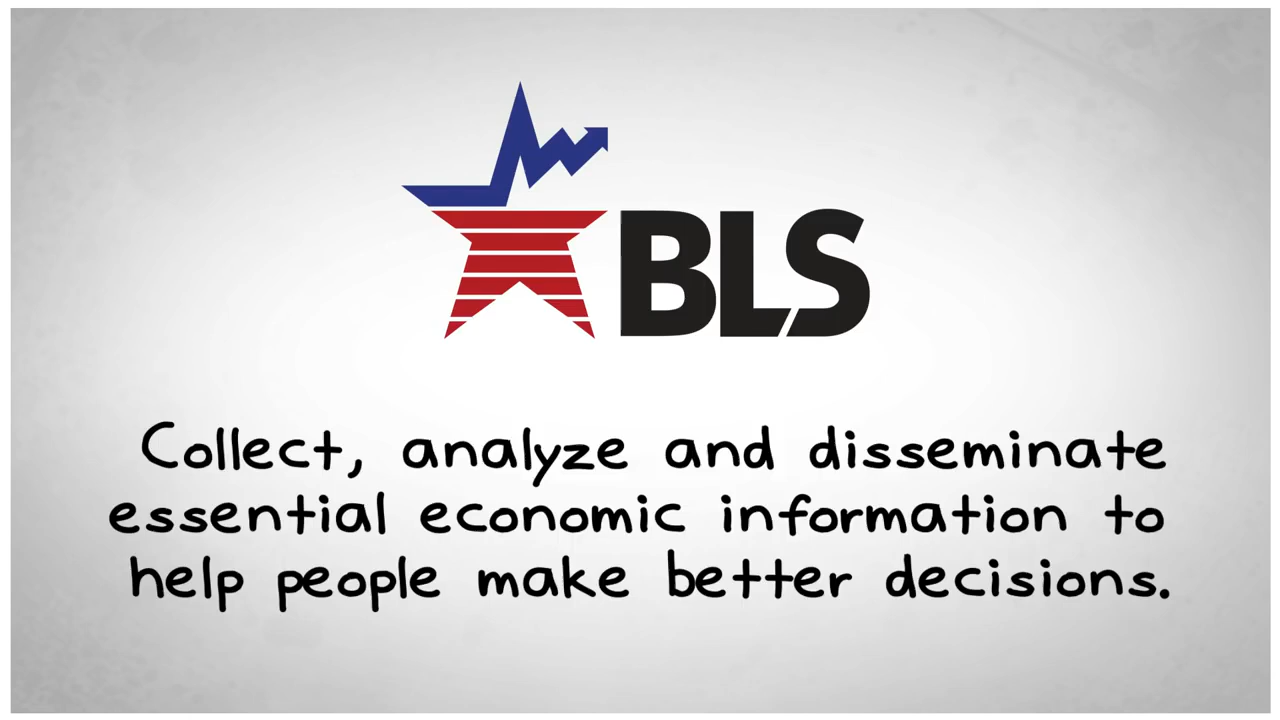 BLS
Collect, analyze and disseminate
essential economic information to
help people make better decisions.